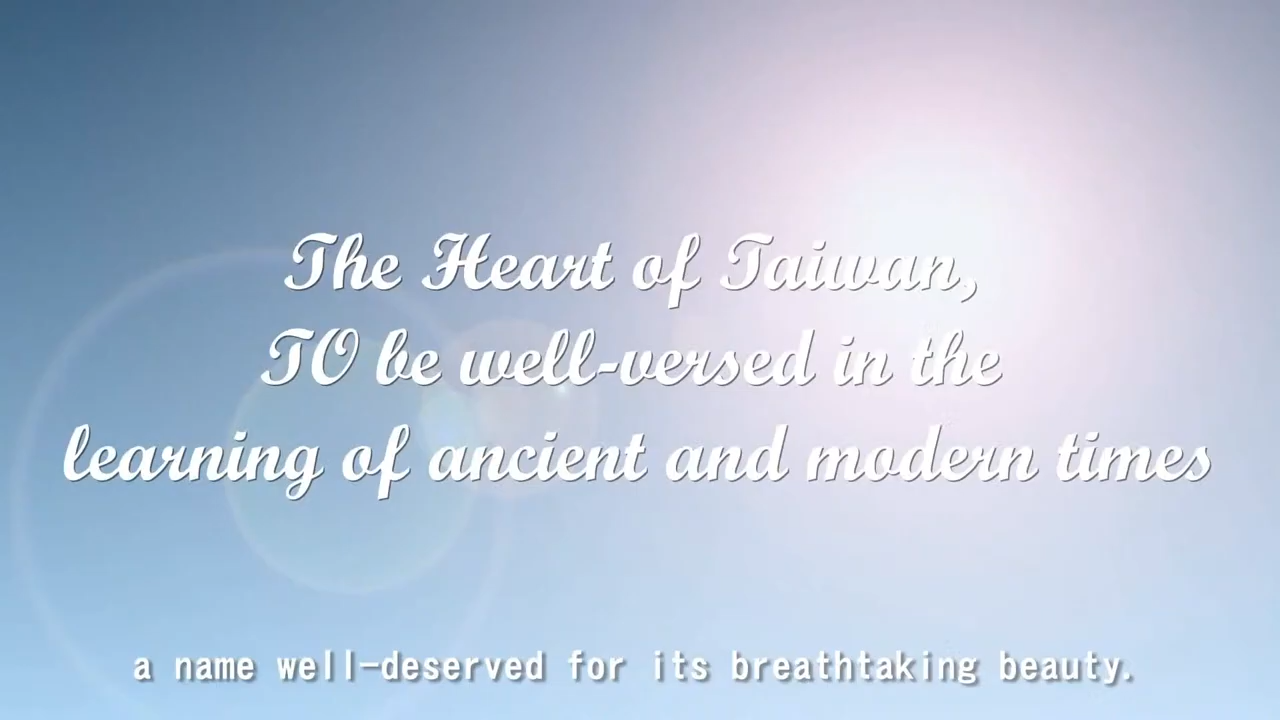 The Heart of Taiwan,
TO be well-versed in the
learning of ancient and modern times
a name well-deserved for its breathtaking beauty.